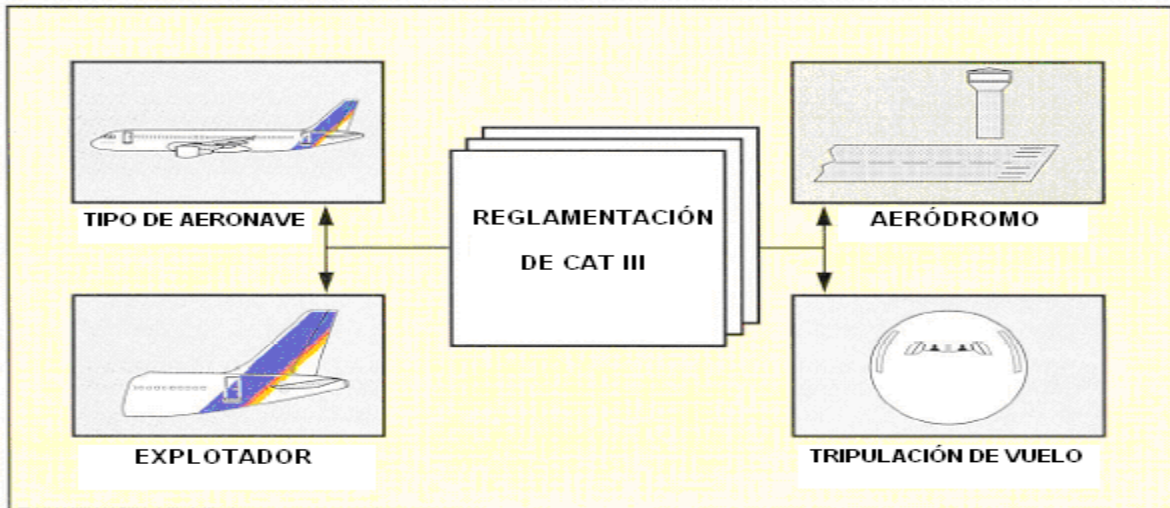 TIPO DE AERONAVE
REGLAMENTACIÓN
DE CAT III
AERÓDROMO
EXPLOTADOR
TRIPULACIÓN DE VUELO